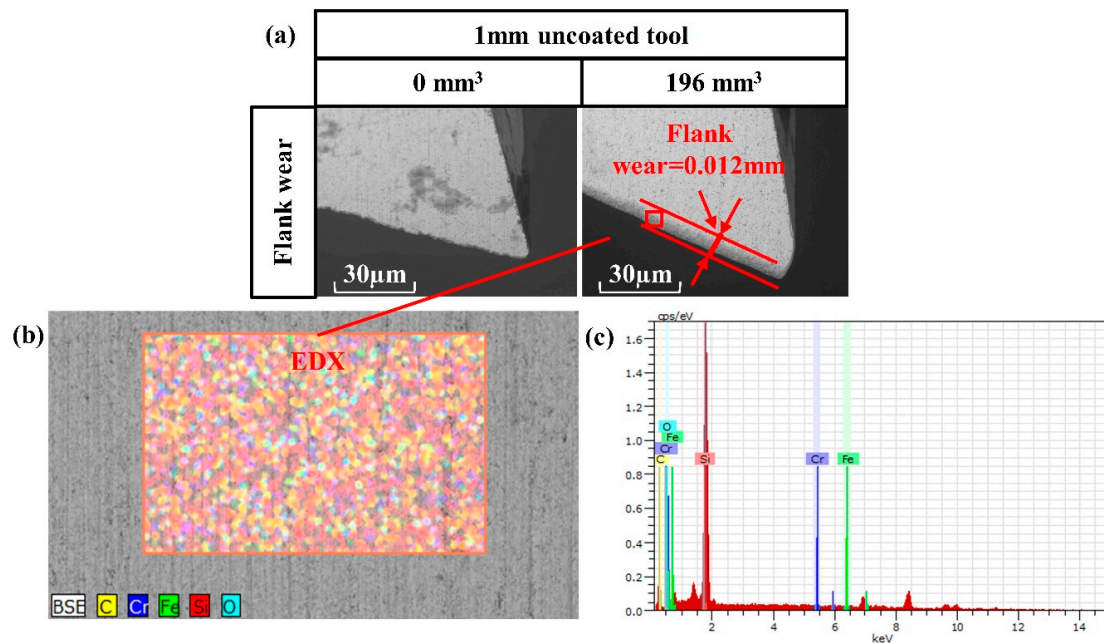 (a)
1mm uncoated tool
0 mm³
196 mm³
Flank wear
Flank
wear=0.012mm
30µm
30µm
(b)
EDX
BSE C Cr Fe Si O
(c)
cps/eV
1.6
1.4
1.2
1.0
0.8
0.6
0.4
0.2
0.0
O
Fe
Cr
C
Si
Cr
Fe
2 4 6 8 10 12 14
keV